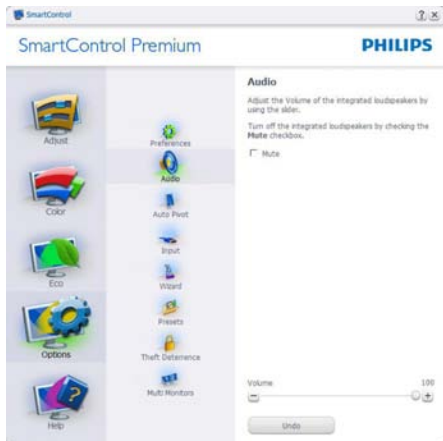 SmartControl
SmartControl Premium
PHILIPS
Adjust
Color
Eco
Options
Help
Preferences
Audio
Auto Pivot
Input
Wizard
Presets
Theft Deterrence
Multi Monitors
Audio
Adjust the Volume of the integrated loudspeakers by
using the slider.
Turn off the integrated loudspeakers by checking the
Mute checkbox.
Mute
Volume 100
Undo